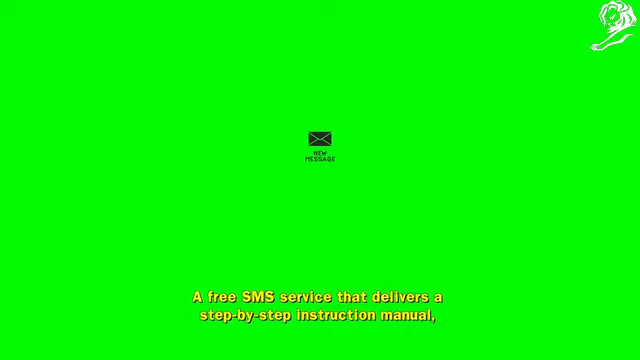 NEW
MESSAGE
A free SMS service that delivers a
step-by-step instruction manual,